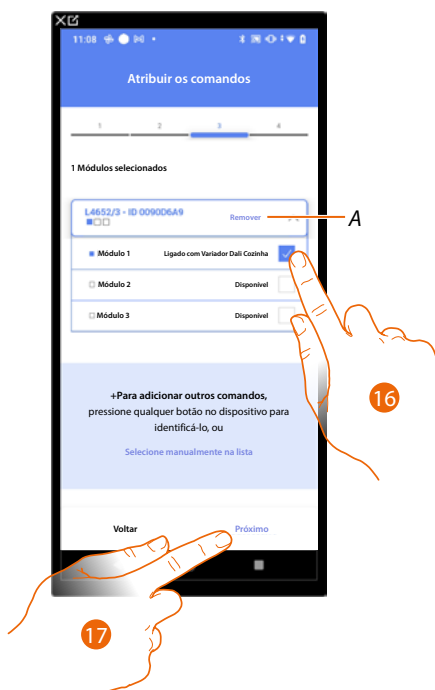 11:08
Atribuir os comandos
1 2 3 4
1 Módulos selecionados
L4652/3 - ID 0090D6A9
Remover
A
Módulo 1 Ligado com Variador Dali Cozinha
Módulo 2 Disponível
Módulo 3 Disponível
+Para adicionar outros comandos,
pressione qualquer botão no dispositivo para
identificá-lo, ou
Selecione manualmente na lista
16
Voltar Próximo
17